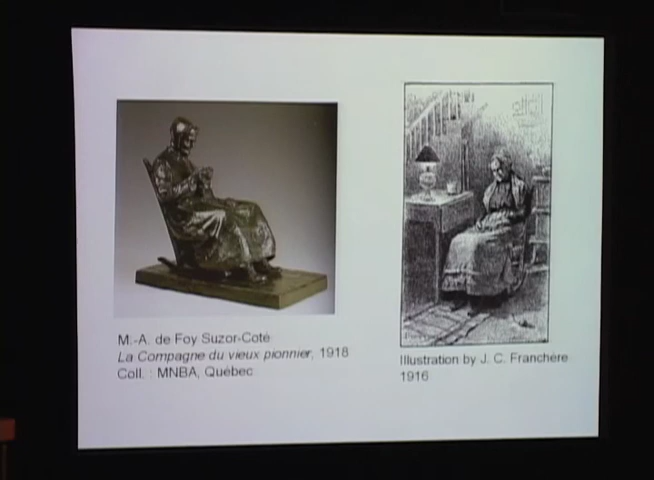 M.-A. de Foy Suzor-Coté
La Compagne du vieux pionnier, 1918
Coll. : MNBA, Québec
Illustration by J. C. Franchère
1916